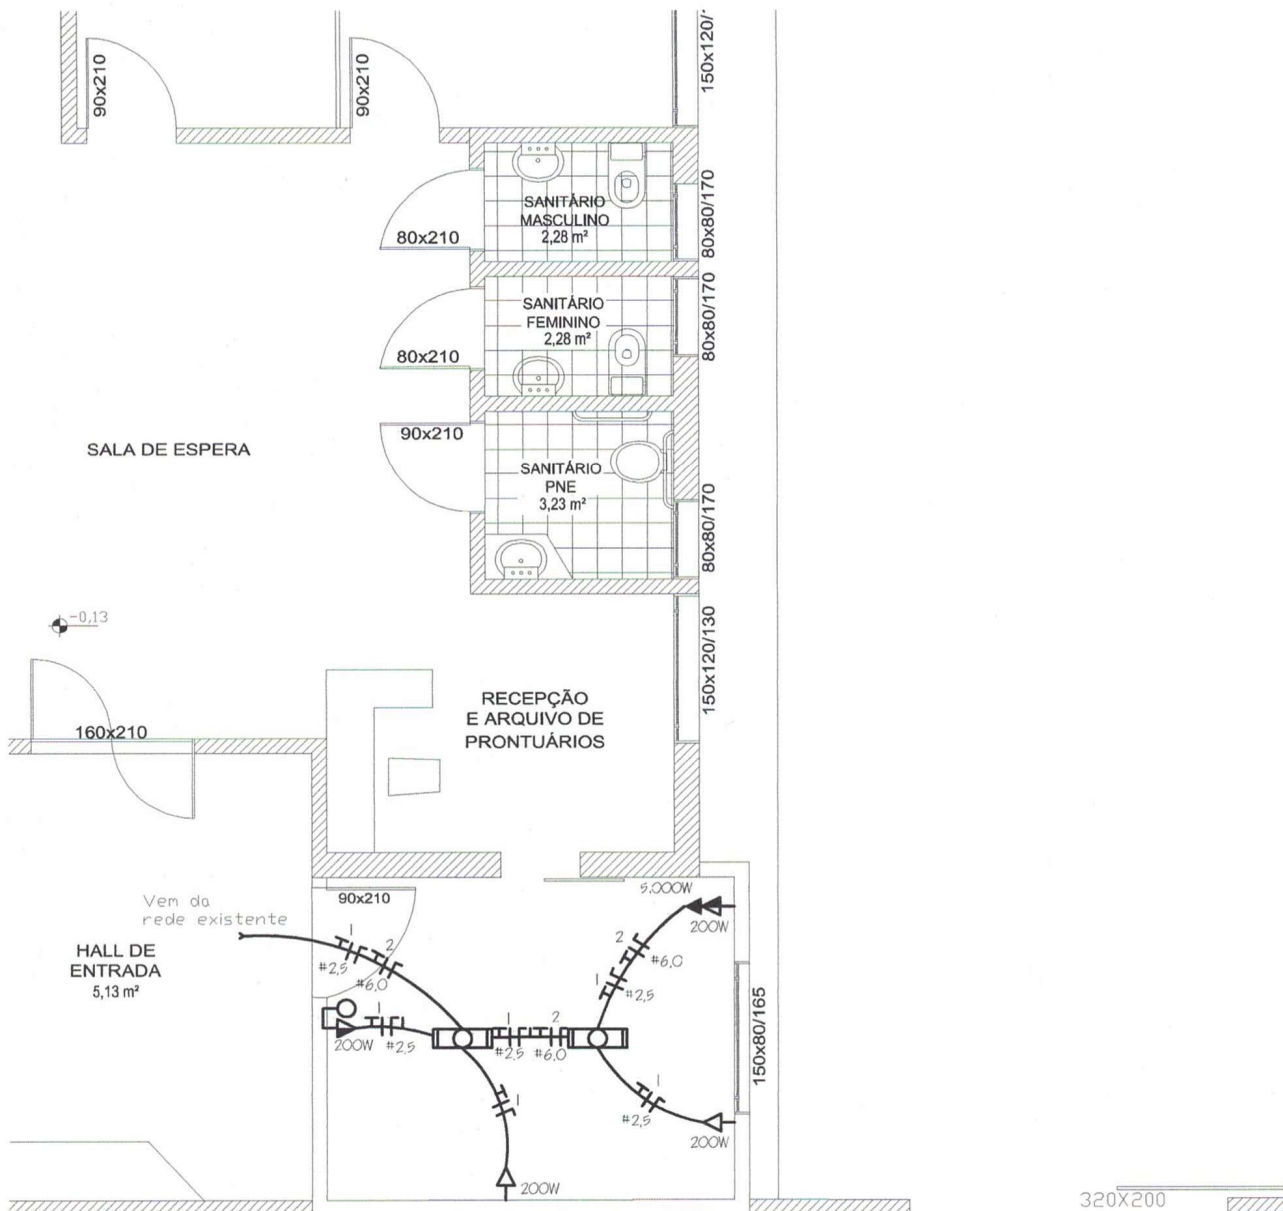 90x210
90x210
150x120/1
SANITÁRIO
MASCULINO
2,28 m²
80x210
80x80/170
SANITÁRIO
FEMININO
2,28 m²
80x210
80x80/170
90x210
SALA DE ESPERA
SANITÁRIO
PNE
3,23 m²
80x80/170
-0,13
150x120/130
RECEPÇÃO
E ARQUIVO DE
PRONTUÁRIOS
160x210
5.000W
90x210
Vem da
rede existente
200W
HALL DE
ENTRADA
5,13 m²
1
2
#2,5
#6,0
2
#6,0
1
#2,5
150x80/165
1
200W
#2,5
1
2
#2,5
#6,0
1
1
#2,5
200W
200W
320X200